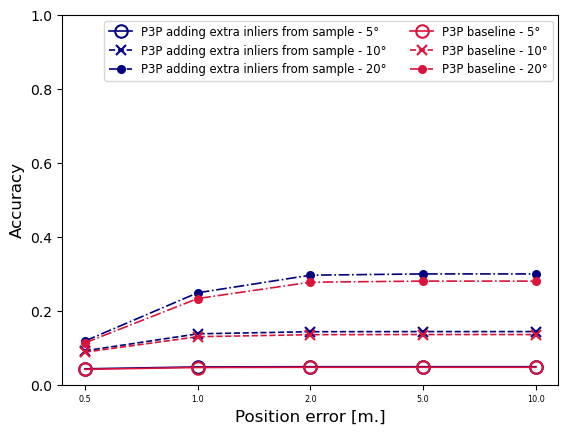 P3P adding extra inliers from sample - 5°
P3P adding extra inliers from sample - 10°
P3P adding extra inliers from sample - 20°
P3P baseline - 5°
P3P baseline - 10°
P3P baseline - 20°
1.0
0.8
0.6
0.4
0.2
0.0
Accuracy
0.5 1.0 2.0 5.0 10.0
Position error [m.]